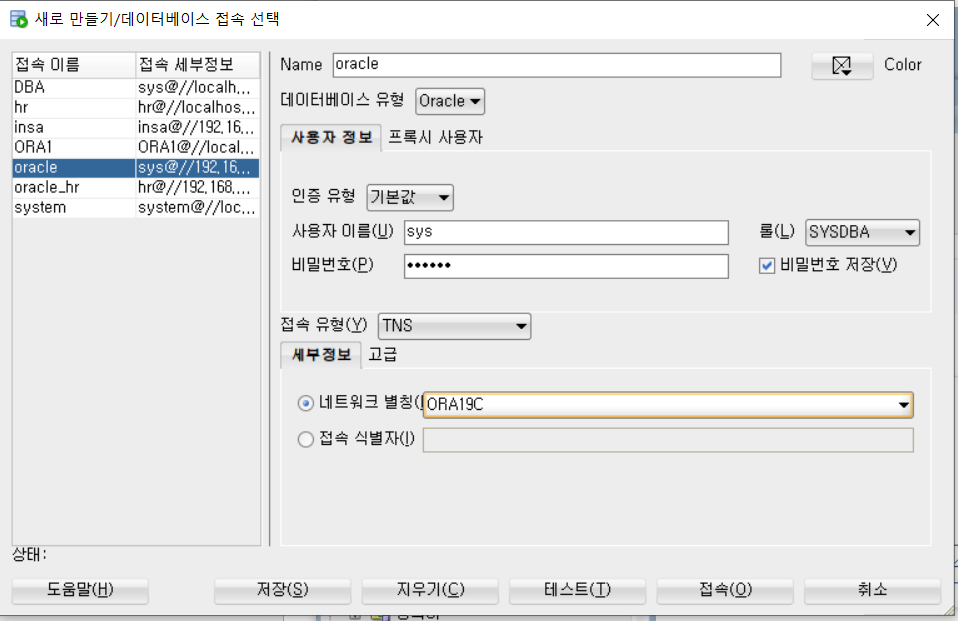 새로 만들기/데이터베이스 접속 선택
접속 이름 접속 세부정보
DBA sys@//localh...
hr hr@//localhos...
insa insa@//192,16...
ORA1 ORA1@//local...
oracle sys@//192,16...
oracle_hr hr@//192,168,...
system system@//loc...
Name oracle
Color
데이터베이스 유형 Oracle
사용자 정보 프록시 사용자
인증 유형 기본값
사용자 이름(U) sys 롤(L) SYSDBA
비밀번호(P) •••••• 비밀번호 저장(V)
접속 유형(Y) TNS
세부정보 고급
네트워크 별칭( ORA19C
접속 식별자(I)
상태:
도움말(H) 저장(S) 지우기(C) 테스트(T) 접속(O) 취소